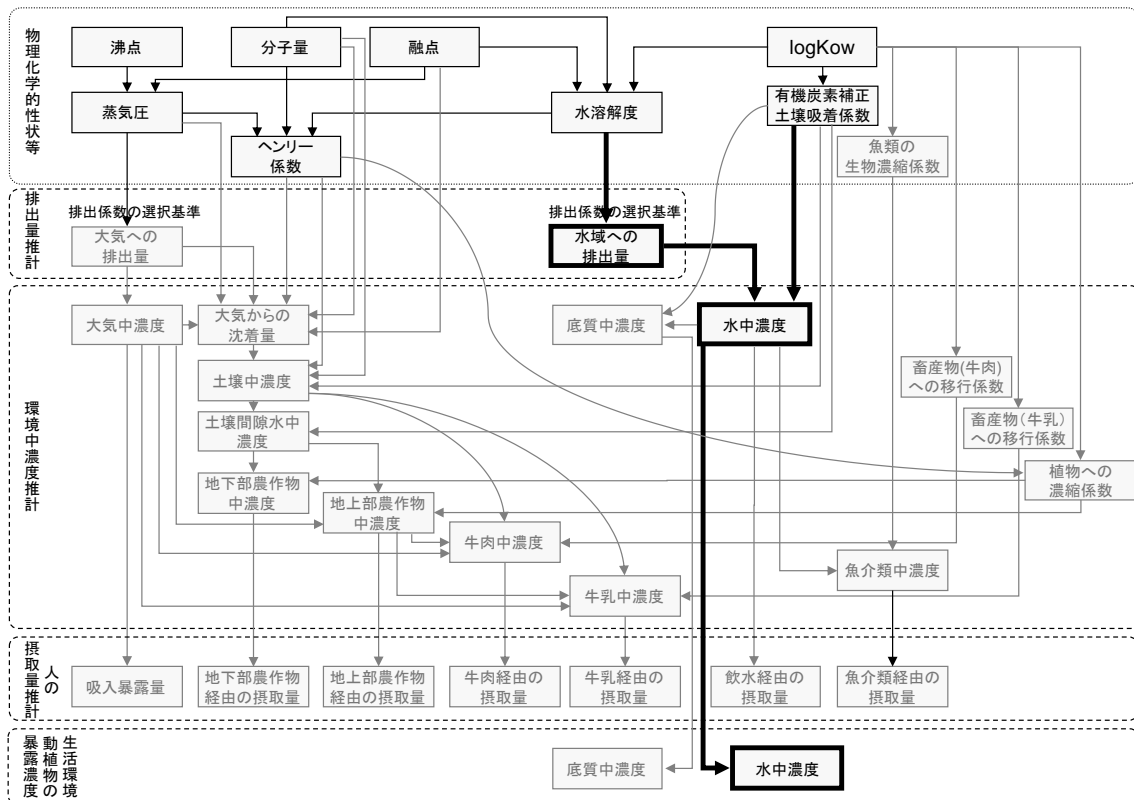 物理化学的性状等
沸点
分子量
融点
logKow
蒸気圧
水溶解度
有機炭素補正
土壌吸着係数
ヘンリー
係数
魚類の
生物濃縮係数
排出量推計
排出係数の選択基準
大気への
排出量
排出係数の選択基準
水域への
排出量
環境中濃度推計
大気中濃度
大気からの
沈着量
底質中濃度
水中濃度
土壌中濃度
畜産物(牛肉)
への移行係数
土壌間隙水中
濃度
畜産物(牛乳)
への移行係数
地下部農作物
中濃度
植物への
濃縮係数
地上部農作物
中濃度
牛肉中濃度
魚介類中濃度
牛乳中濃度
人の
摂取量推計
吸入暴露量
地下部農作物
経由の摂取量
地上部農作物
経由の摂取量
牛肉経由の
摂取量
牛乳経由の
摂取量
飲水経由の
摂取量
魚介類経由の
摂取量
生活環境
動植物の
暴露濃度
底質中濃度
水中濃度